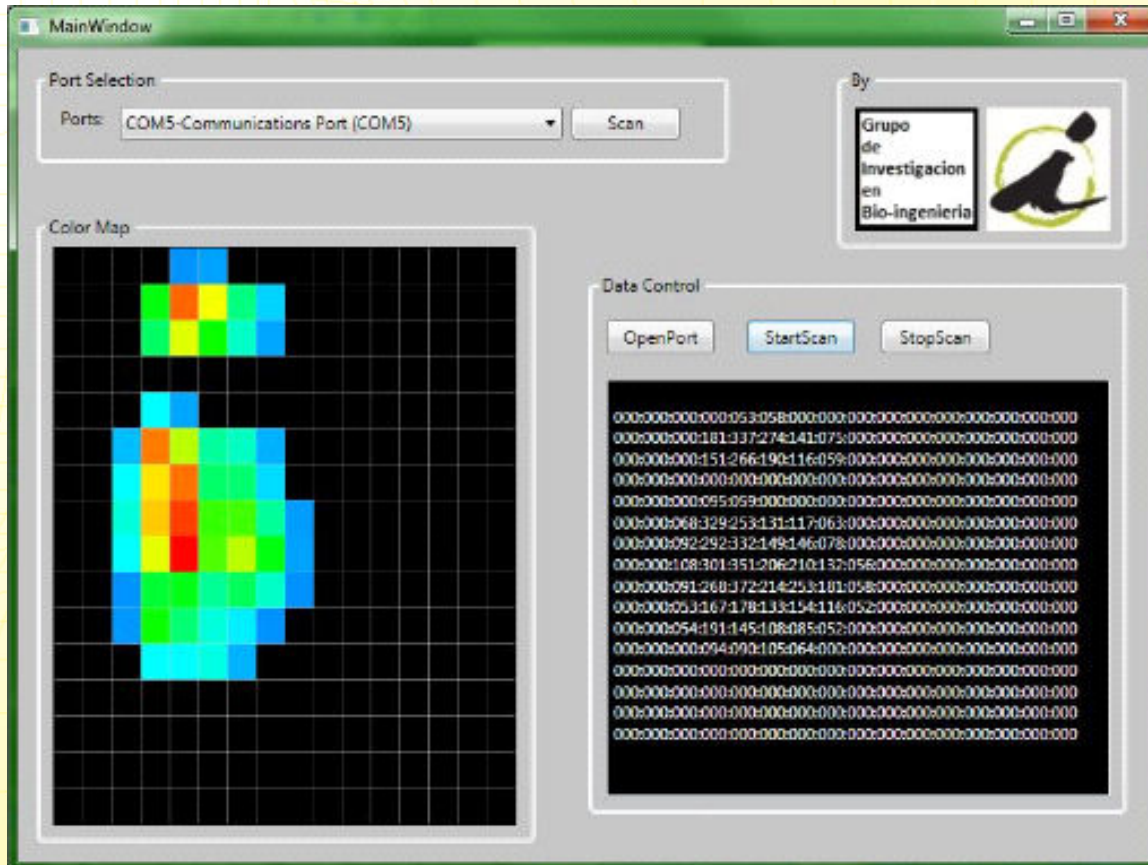 MainWindow
Port Selection
Ports:
COM5-Communications Port (COM5)
Scan
By
Grupo
de
Investigacion
en
Bio-ingenieria
Color Map
Data Control
OpenPort
StartScan
StopScan
000:000:000:000:053:058:000:000:000:000:000:000:000:000:000:000
000:000:000:181:337:274:141:075:000:000:000:000:000:000:000:000
000:000:000:151:266:190:116:059:000:000:000:000:000:000:000:000
000:000:000:000:000:000:000:000:000:000:000:000:000:000:000:000
000:000:000:095:059:000:000:000:000:000:000:000:000:000:000:000
000:000:068:329:253:131:117:063:000:000:000:000:000:000:000:000
000:000:092:292:332:149:146:078:000:000:000:000:000:000:000:000
000:000:108:301:351:206:210:132:056:000:000:000:000:000:000:000
000:000:091:268:372:214:253:181:058:000:000:000:000:000:000:000
000:000:053:167:178:133:154:116:052:000:000:000:000:000:000:000
000:000:054:191:145:108:085:052:000:000:000:000:000:000:000:000
000:000:000:094:090:105:064:000:000:000:000:000:000:000:000:000
000:000:000:000:000:000:000:000:000:000:000:000:000:000:000:000
000:000:000:000:000:000:000:000:000:000:000:000:000:000:000:000
000:000:000:000:000:000:000:000:000:000:000:000:000:000:000:000
000:000:000:000:000:000:000:000:000:000:000:000:000:000:000:000